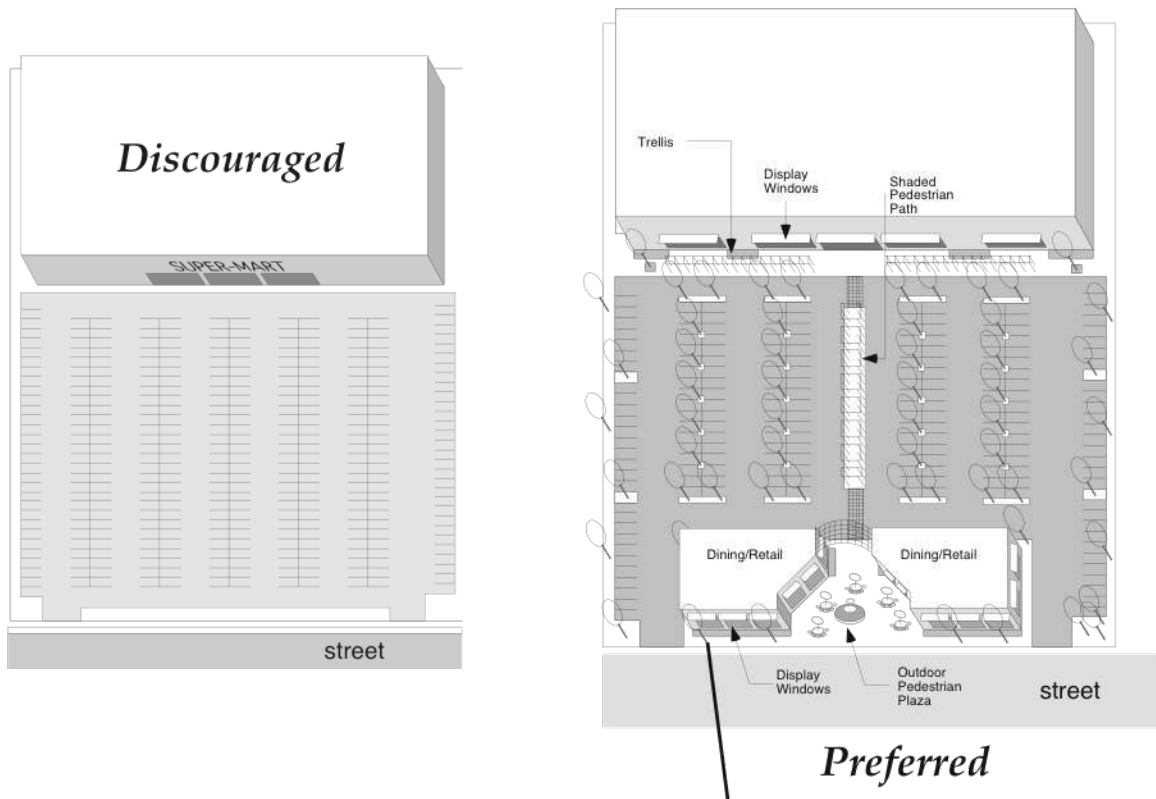 Discouraged
SUPER-MART
street
Trellis
Display
Windows
Shaded
Pedestrian
Path
Dining/Retail
Dining/Retail
Display
Windows
Outdoor
Pedestrian
Plaza
street
Preferred